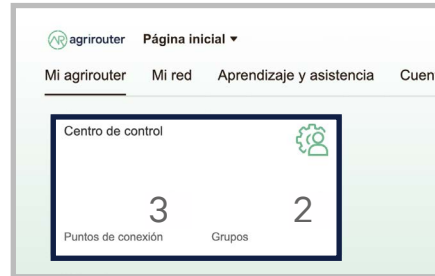 agrirouter Página inicial
Mi agrirouter Mi red Aprendizaje y asistencia Cuen
Centro de control
3 2
Puntos de conexión Grupos